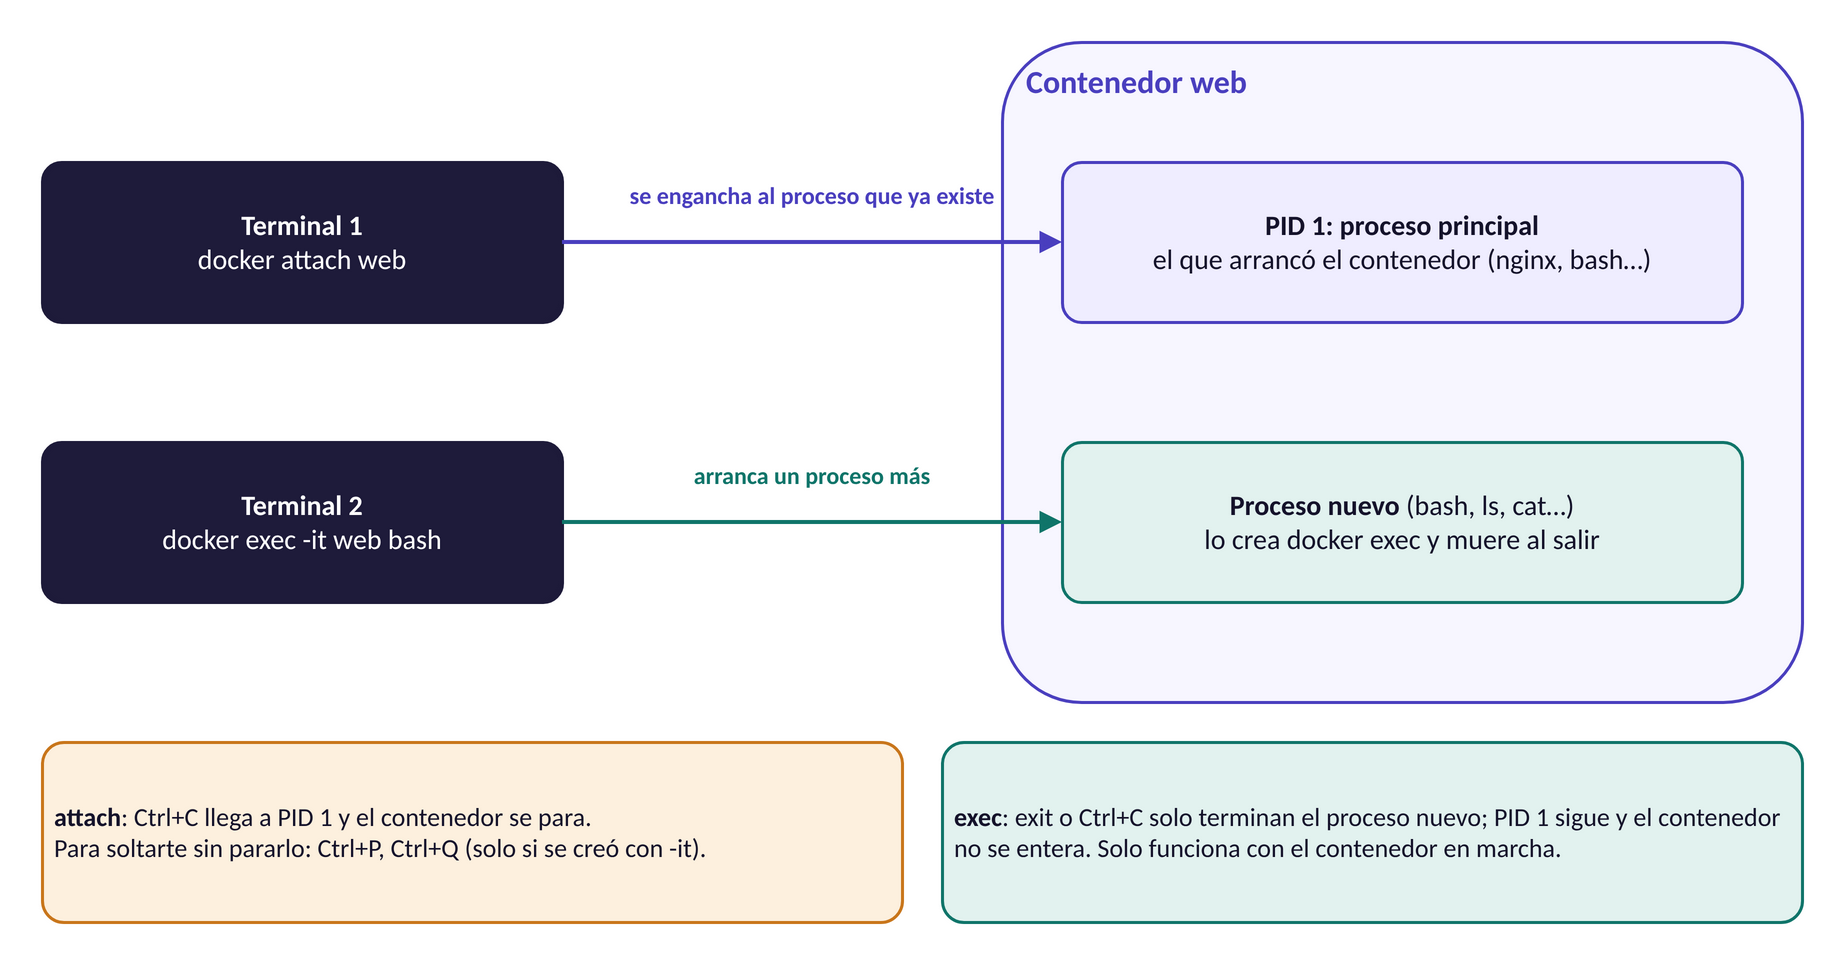 Contenedor web
Terminal 1
docker attach web
se engancha al proceso que ya existe
PID 1: proceso principal
el que arrancó el contenedor (nginx, bash...)
Terminal 2
docker exec -it web bash
arranca un proceso más
Proceso nuevo (bash, ls, cat...)
lo crea docker exec y muere al salir
attach: Ctrl+C llega a PID 1 y el contenedor se para.
Para soltarte sin pararlo: Ctrl+P, Ctrl+Q (solo si se creó con -it).
exec: exit o Ctrl+C solo terminan el proceso nuevo; PID 1 sigue y el contenedor
no se entera. Solo funciona con el contenedor en marcha.